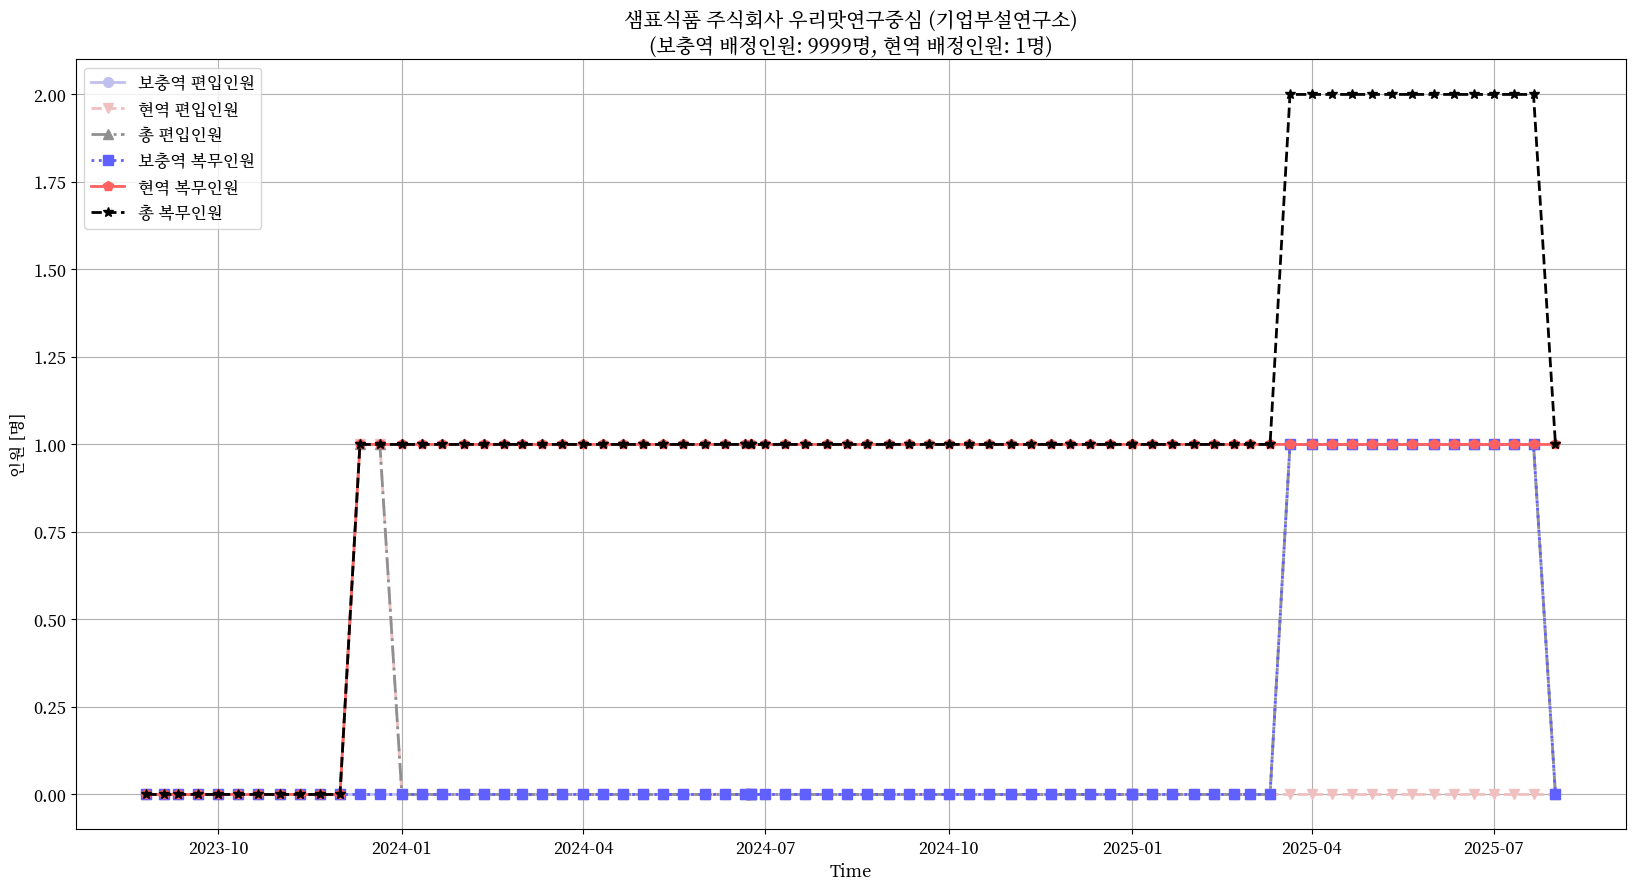 샘표식품 주식회사 우리맛연구중심 (기업부설연구소)
(보충역 배정인원: 9999명, 현역 배정인원: 1명)
보충역 편입인원
현역 편입인원
총 편입인원
보충역 복무인원
현역 복무인원
총 복무인원
인원 [명]
2.00
1.75
1.50
1.25
1.00
0.75
0.50
0.25
0.00
2023-10
2024-01
2024-04
2024-07
2024-10
2025-01
2025-04
2025-07
Time